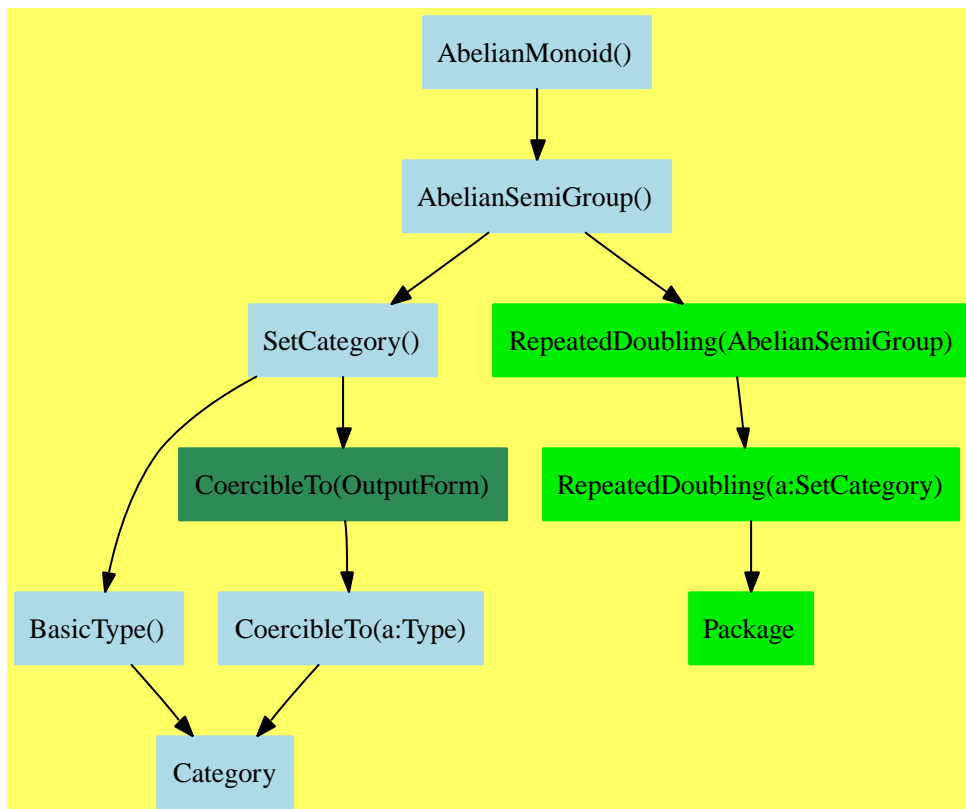 AbelianMonoid()
AbelianSemiGroup()
SetCategory()
RepeatedDoubling(AbelianSemiGroup)
CoercibleTo(OutputForm)
RepeatedDoubling(a:SetCategory)
BasicType()
CoercibleTo(a:Type)
Package
Category